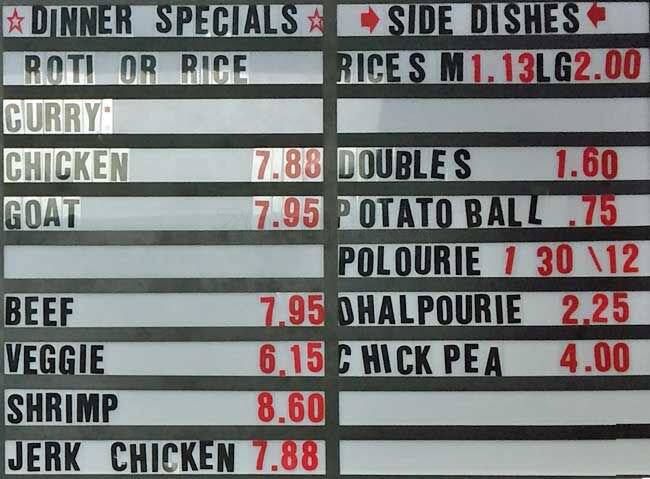 ☆ DINNER SPECIALS ☆
ROTI OR RICE
CURRY:
CHICKEN 7.88
GOAT 7.95
BEEF 7.95
VEGGIE 6.15
SHRIMP 8.60
JERK CHICKEN 7.88
➡ SIDE DISHES ⬅
RICE S M 1.13 LG 2.00
DOUBLES 1.60
POTATO BALL .75
POLOURIE 1 30 \12
DHALPOURIE 2.25
CHICK PEA 4.00